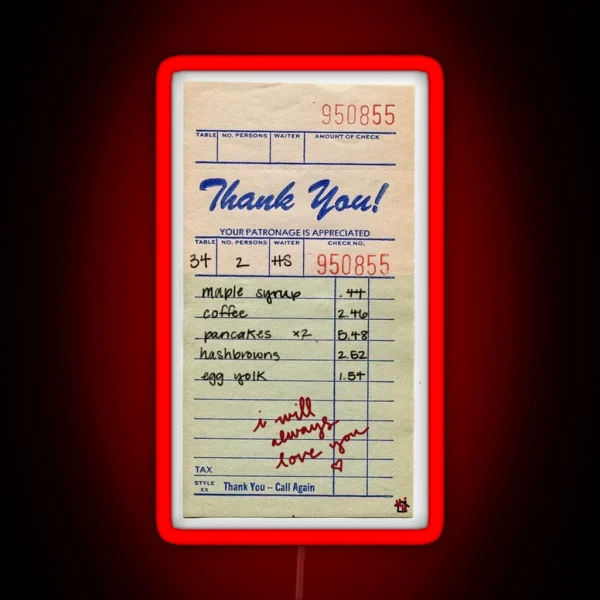 950855
TABLE NO. PERSONS WAITER AMOUNT OF CHECK
Thank You!
YOUR PATRONAGE IS APPRECIATED
TABLE NO. PERSONS WAITER CHECK NO.
34 2 HS 950855
maple syrup .44
coffee 2.46
pancakes x2 5.48
hashbrowns 2.52
egg yolk 1.54
i will
always
love you
TAX
STYLE
XX Thank You – Call Again